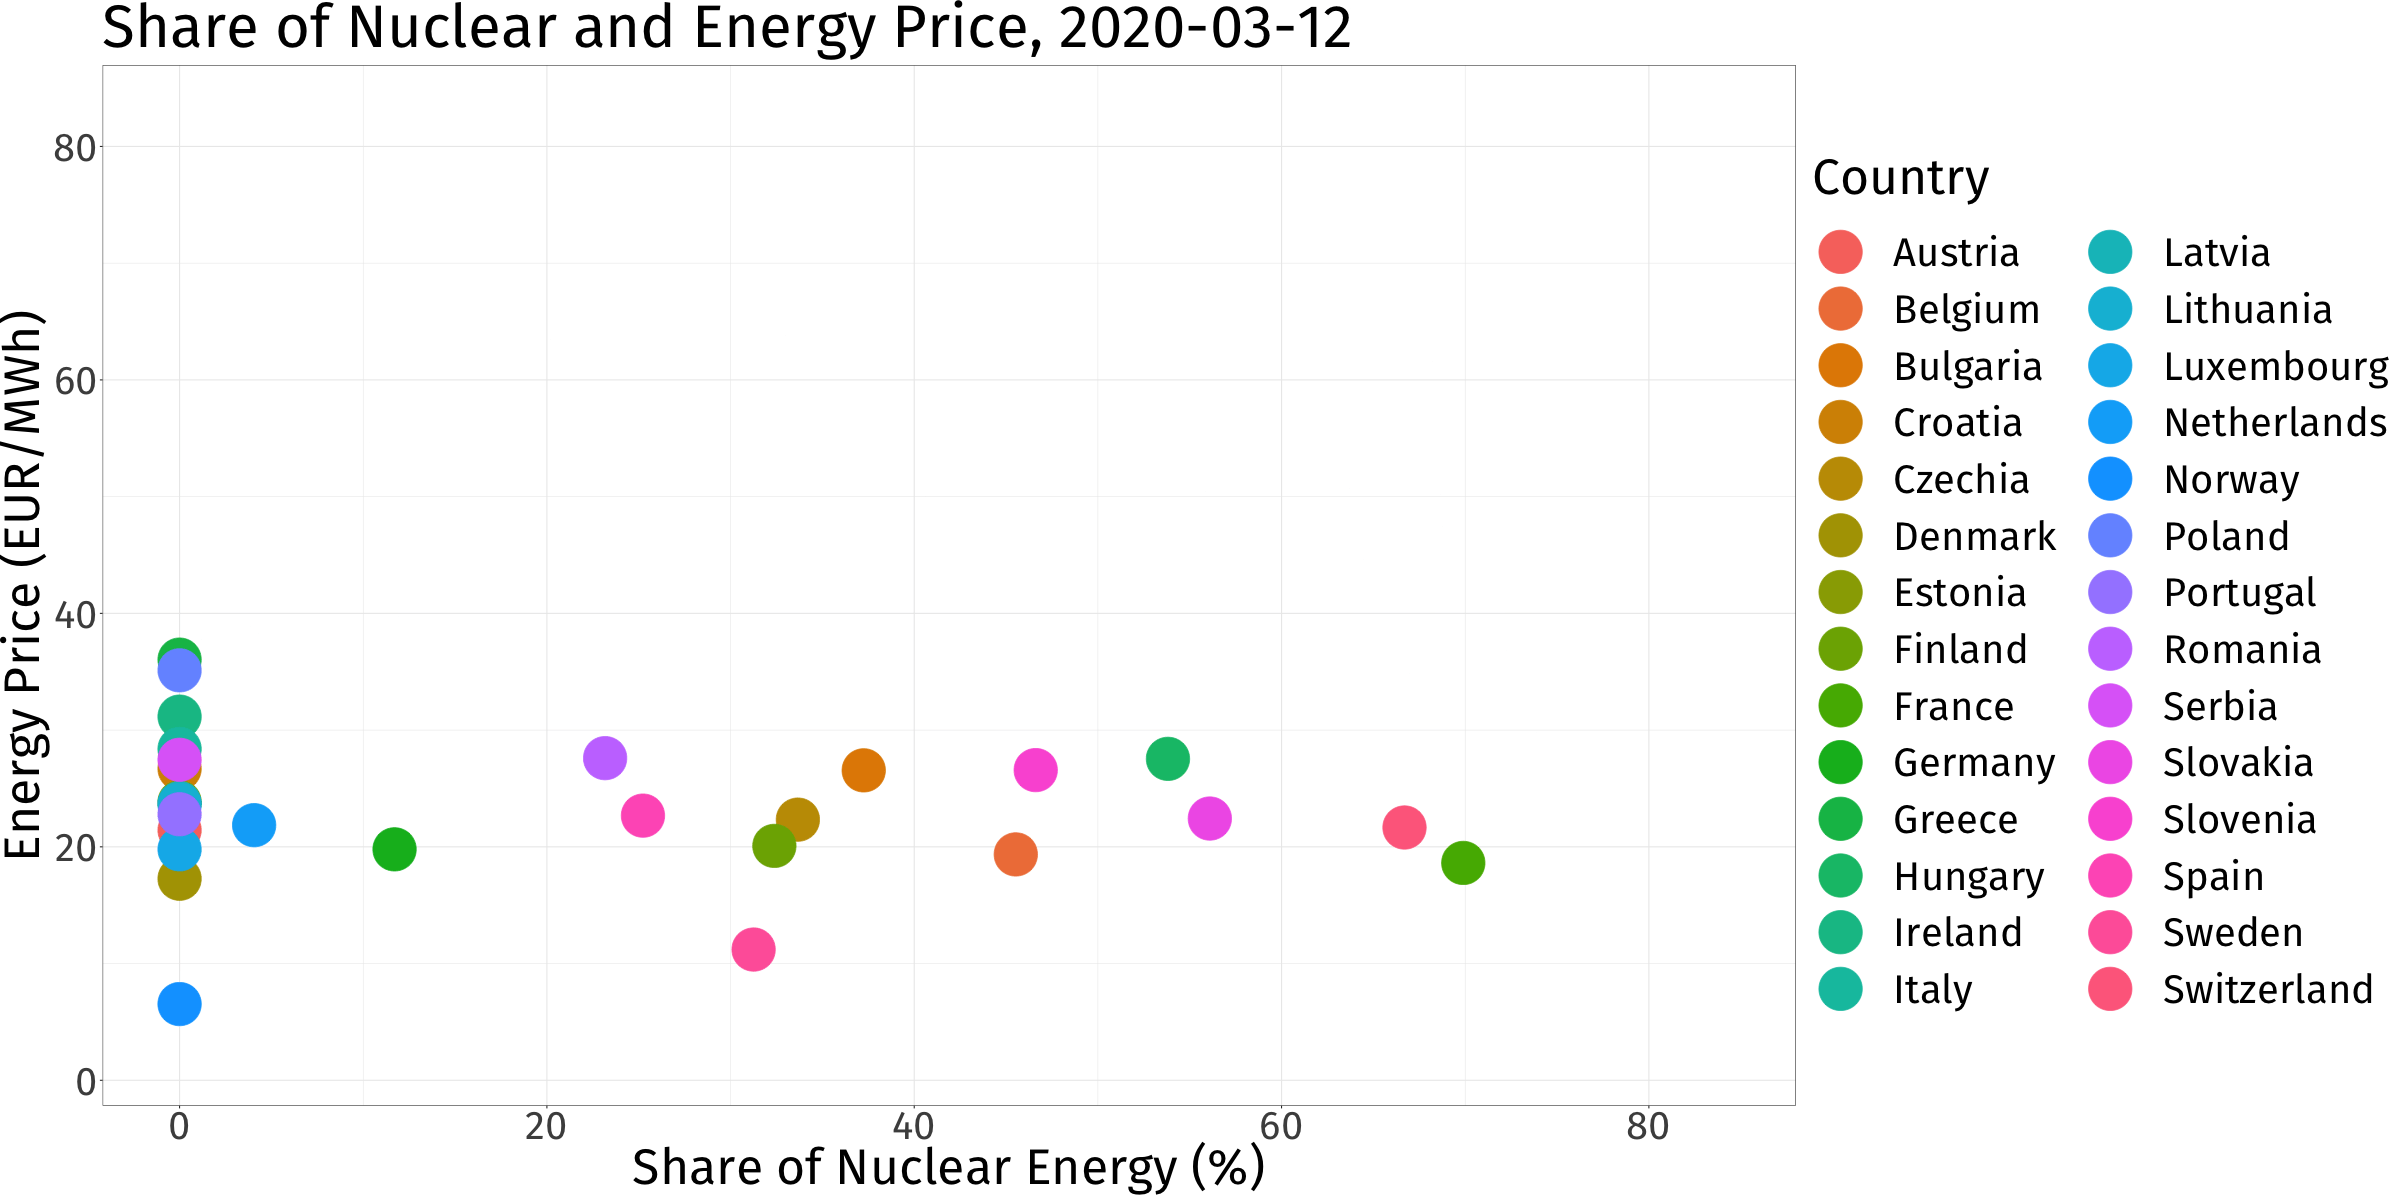 Share of Nuclear and Energy Price, 2020-03-12
Energy Price (EUR/MWh)
80
60
40
20
0
0
20
40
60
80
Share of Nuclear Energy (%)
Country
Austria
Belgium
Bulgaria
Croatia
Czechia
Denmark
Estonia
Finland
France
Germany
Greece
Hungary
Ireland
Italy
Latvia
Lithuania
Luxembourg
Netherlands
Norway
Poland
Portugal
Romania
Serbia
Slovakia
Slovenia
Spain
Sweden
Switzerland